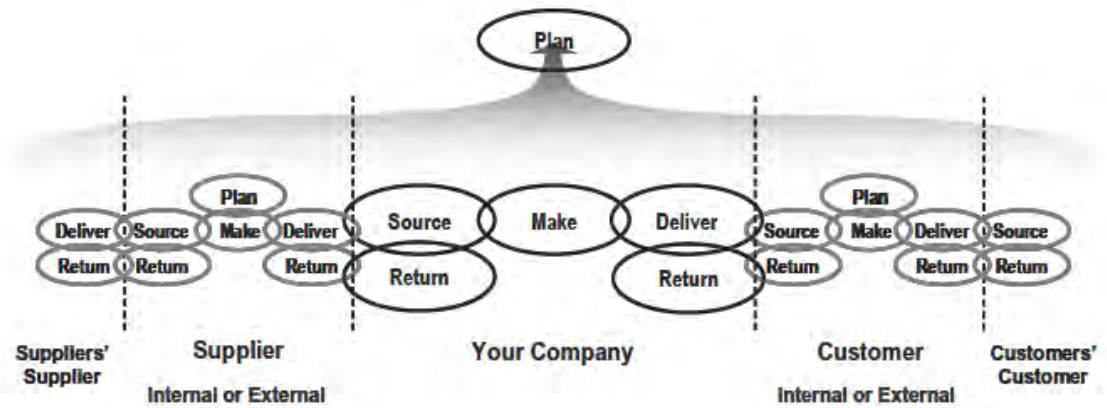 Plan
Plan
Plan
Deliver Source Make Deliver Source Make Deliver Source Make Deliver Source
Return Return Return Return Return Return Return Return
Suppliers' Supplier Your Company Customer Customers'
Supplier Customer
Internal or External Internal or External